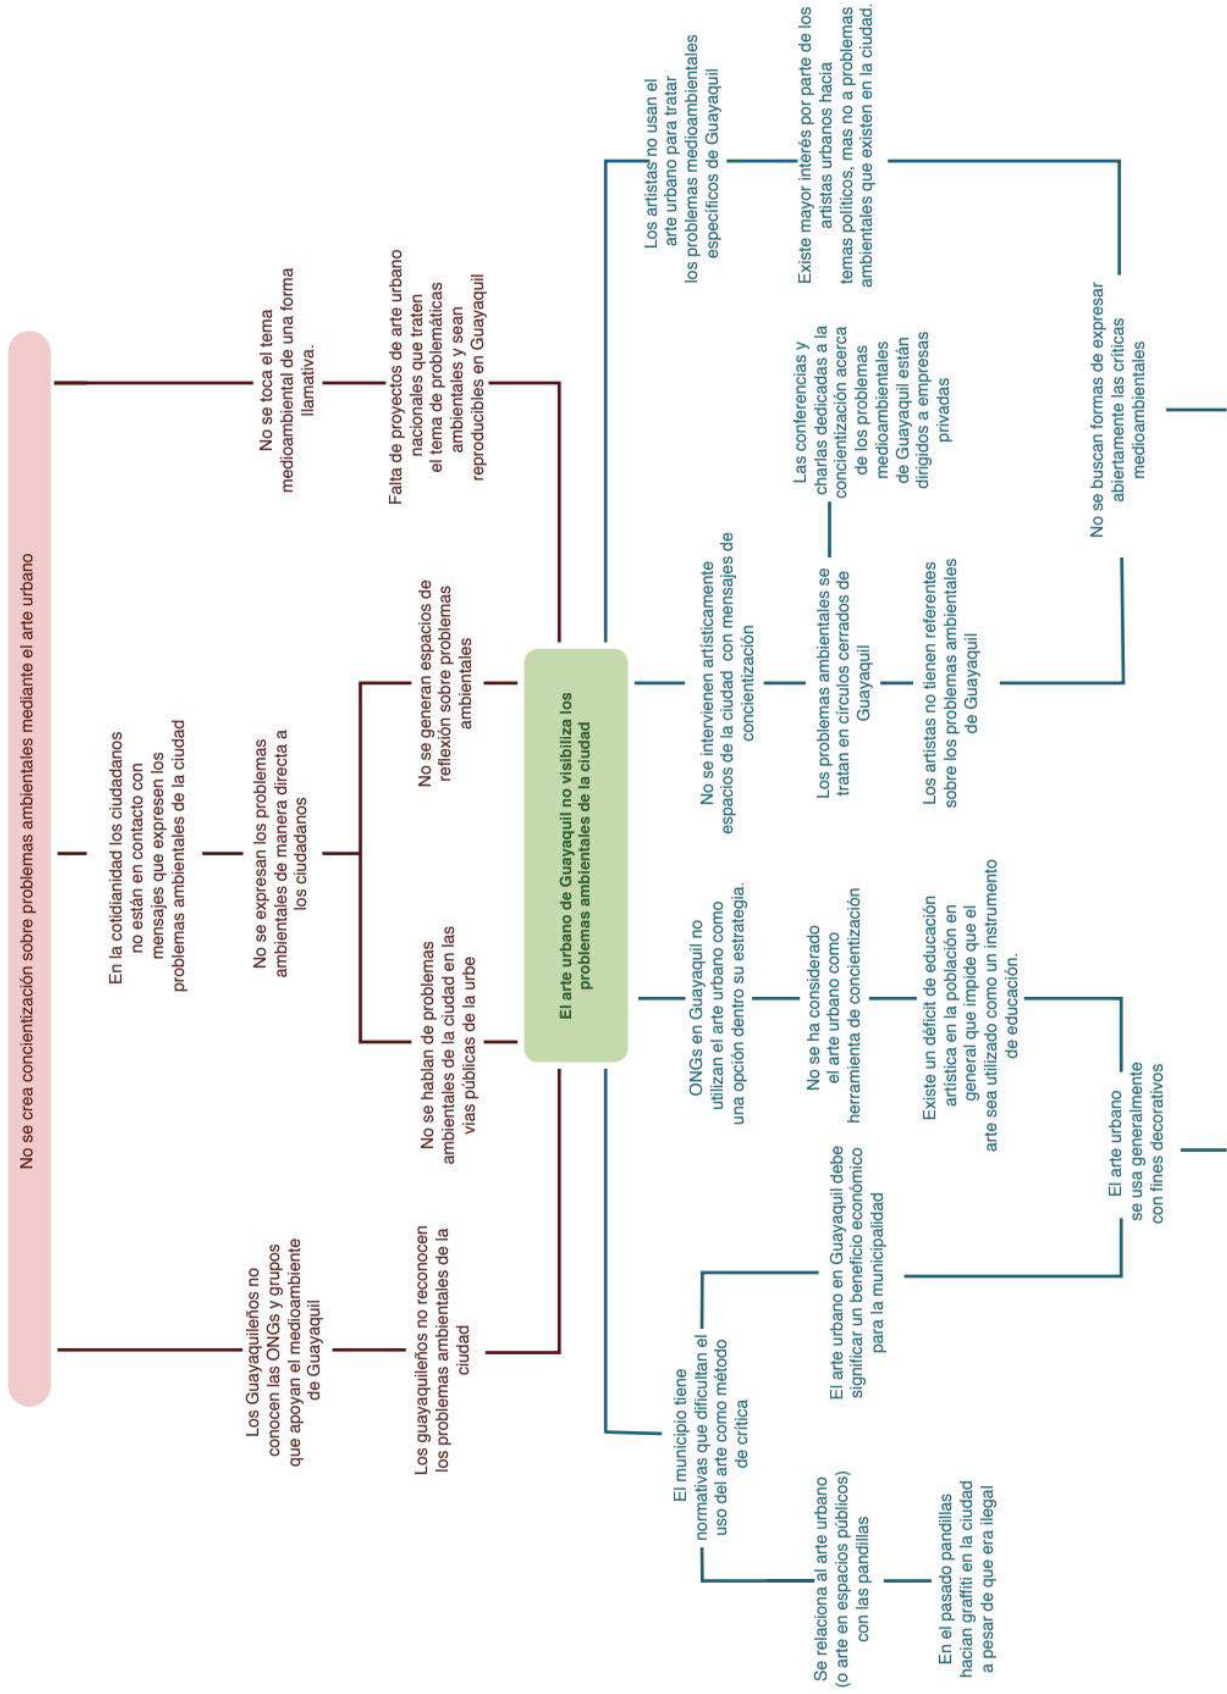 No se crea concientización sobre problemas ambientales mediante el arte urbano
En la cotidianidad los ciudadanos
no están en contacto con
mensajes que expresen los
problemas ambientales de la ciudad
Los Guayaquileños no
conocen las ONGs y grupos
que apoyan el medioambiente
de Guayaquil
No se expresan los problemas
ambientales de manera directa a
los ciudadanos
No se toca el tema
medioambiental de una forma
llamativa.
Los guayaquileños no reconocen
los problemas ambientales de la
ciudad
No se hablan de problemas
ambientales de la ciudad en las
vias públicas de la urbe
No se generan espacios de
reflexión sobre problemas
ambientales
Falta de proyectos de arte urbano
nacionales que traten
el tema de problemáticas
ambientales y sean
reproducibles en Guayaquil
El arte urbano de Guayaquil no visibiliza los
problemas ambientales de la ciudad
El municipio tiene
normativas que dificultan el
uso del arte como método
de crítica
ONGs en Guayaquil no
utilizan el arte urbano como
una opción dentro su estrategia.
No se intervienen artísticamente
espacios de la ciudad con mensajes de
concientización
Los artistas no usan el
arte urbano para tratar
los problemas medioambientales
específicos de Guayaquil
Se relaciona al arte urbano
(o arte en espacios públicos)
con las pandillas
El arte urbano en Guayaquil debe
significar un beneficio económico
para la municipalidad
No se ha considerado
el arte urbano como
herramienta de concientización
Los problemas ambientales se
tratan en círculos cerrados de
Guayaquil
Las conferencias y
charlas dedicadas a la
concientización acerca
de los problemas
medioambientales
de Guayaquil están
dirigidos a empresas
privadas
Existe mayor interés por parte de los
artistas urbanos hacia
temas políticos, mas no a problemas
ambientales que existen en la ciudad.
En el pasado pandillas
hacian graffiti en la ciudad
a pesar de que era ilegal
Existe un déficit de educación
artística en la población en
general que impide que el
arte sea utilizado como un instrumento
de educación.
Los artistas no tienen referentes
sobre los problemas ambientales
de Guayaquil
El arte urbano
se usa generalmente
con fines decorativos
No se buscan formas de expresar
abiertamente las críticas
medioambientales